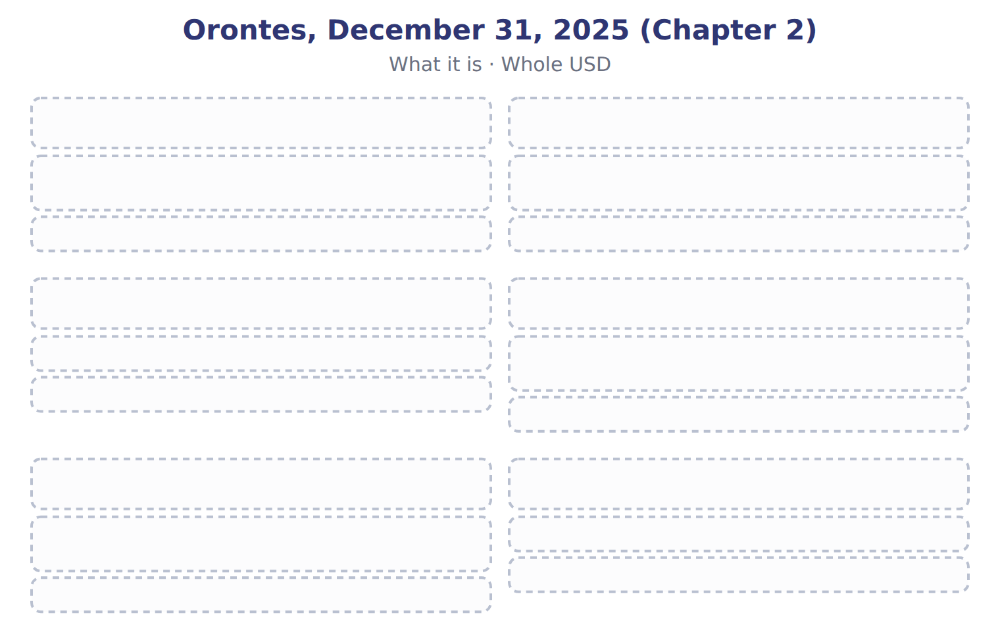 Orontes, December 31, 2025 (Chapter 2)
What it is · Whole USD